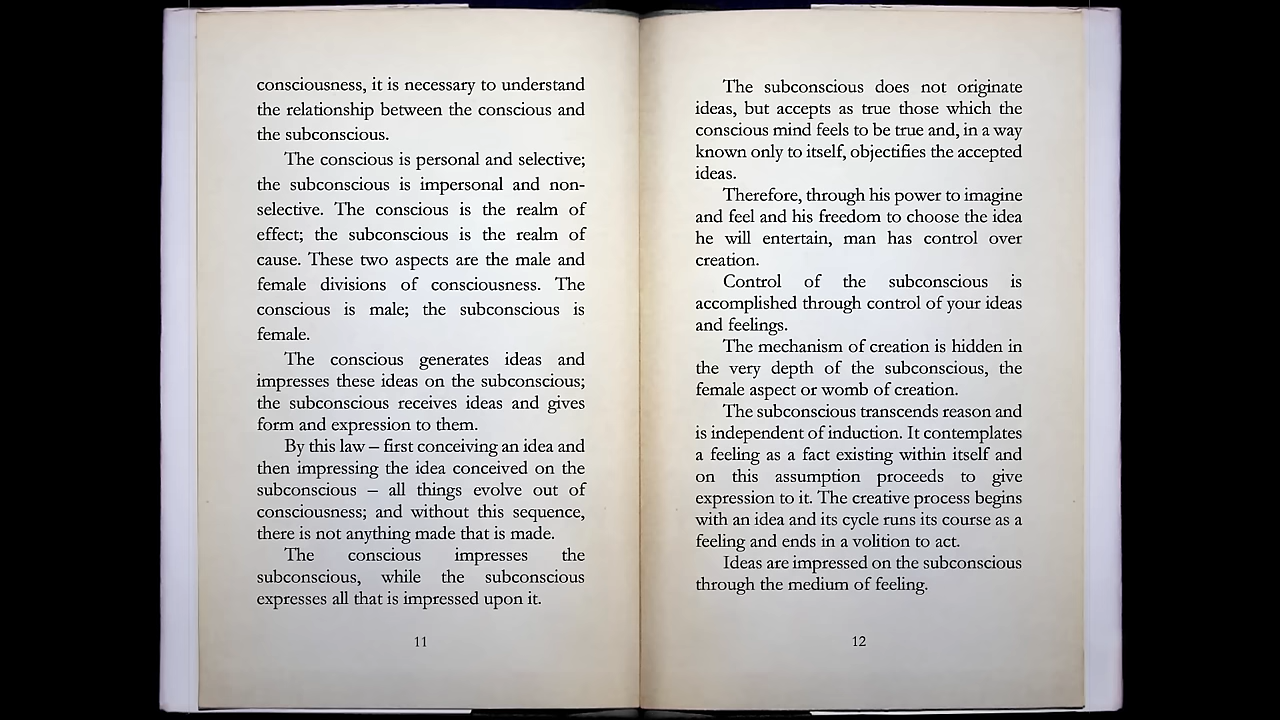 consciousness, it is necessary to understand
the relationship between the conscious and
the subconscious.
The conscious is personal and selective;
the subconscious is impersonal and non-
selective. The conscious is the realm of
effect; the subconscious is the realm of
cause. These two aspects are the male and
female divisions of consciousness. The
conscious is male; the subconscious is
female.
The conscious generates ideas and
impresses these ideas on the subconscious;
the subconscious receives ideas and gives
form and expression to them.
By this law – first conceiving an idea and
then impressing the idea conceived on the
subconscious – all things evolve out of
consciousness; and without this sequence,
there is not anything made that is made.
The conscious impresses the
subconscious, while the subconscious
expresses all that is impressed upon it.
11
The subconscious does not originate
ideas, but accepts as true those which the
conscious mind feels to be true and, in a way
known only to itself, objectifies the accepted
ideas.
Therefore, through his power to imagine
and feel and his freedom to choose the idea
he will entertain, man has control over
creation.
Control of the subconscious is
accomplished through control of your ideas
and feelings.
The mechanism of creation is hidden in
the very depth of the subconscious, the
female aspect or womb of creation.
The subconscious transcends reason and
is independent of induction. It contemplates
a feeling as a fact existing within itself and
on this assumption proceeds to give
expression to it. The creative process begins
with an idea and its cycle runs its course as a
feeling and ends in a volition to act.
Ideas are impressed on the subconscious
through the medium of feeling.
12